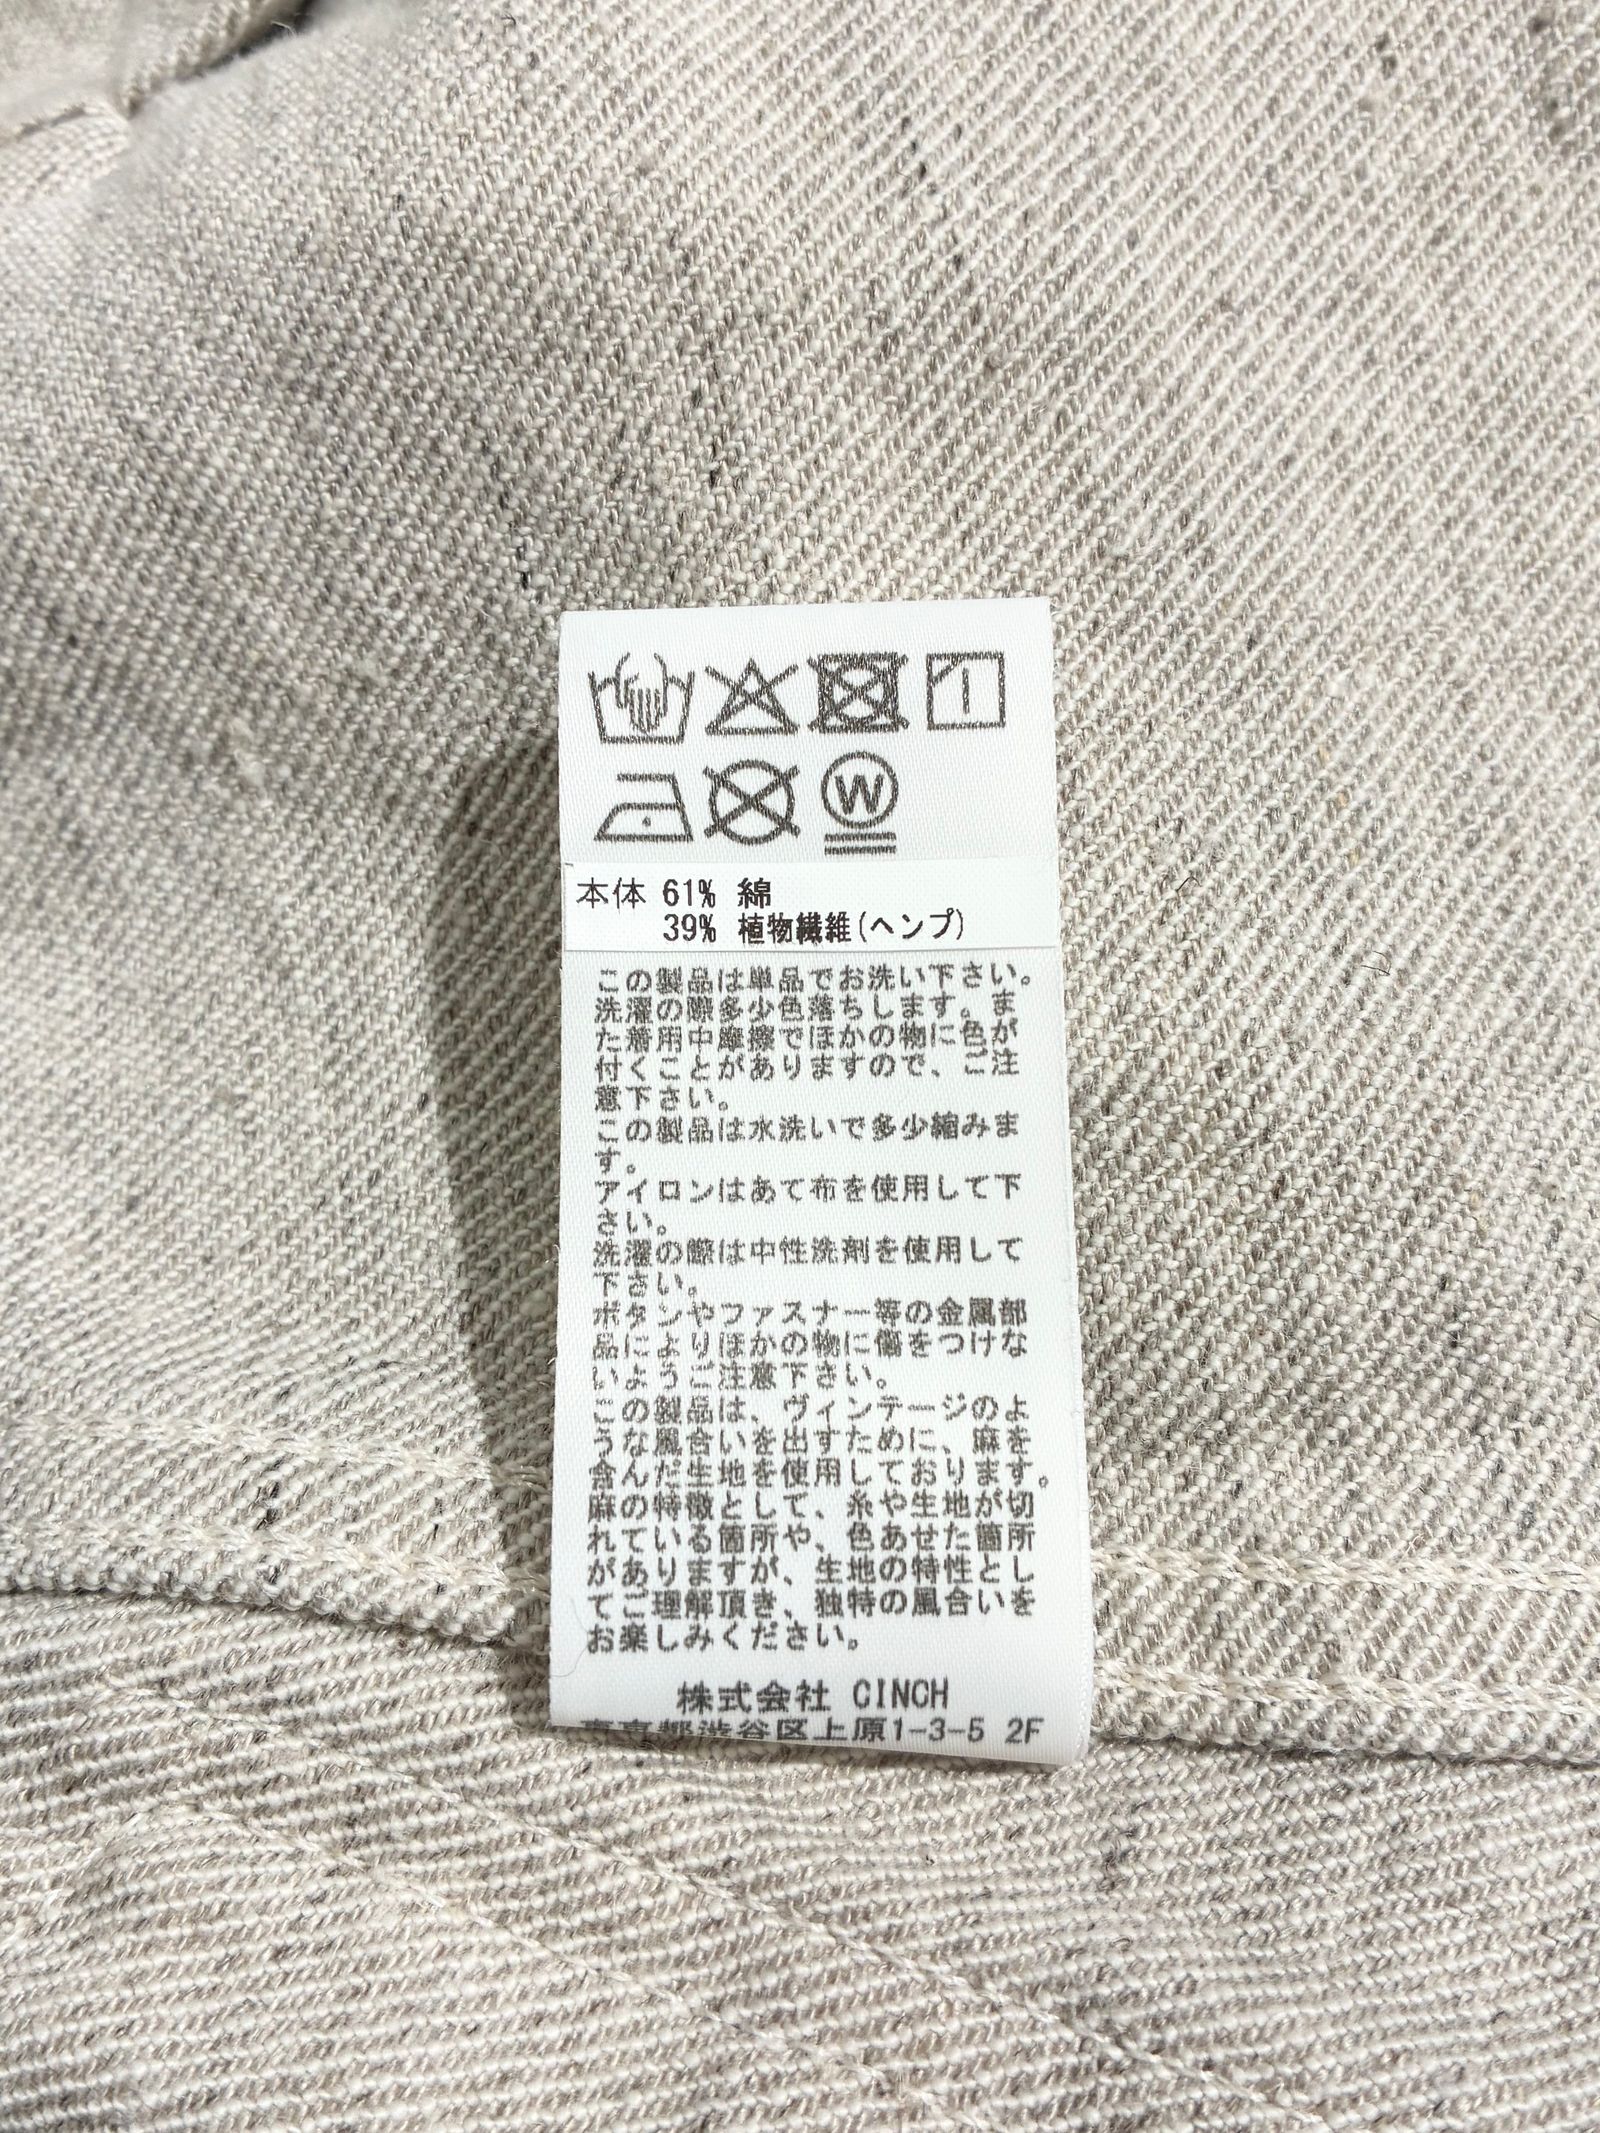 W
本体 61% 綿
39% 植物繊維(ヘンプ)
この製品は単品でお洗い下さい。
洗濯の際多少色落ちします。ま
た着用中摩擦でほかの物に色が
付くことがありますので、ご注
意下さい。
この製品は水洗いで多少縮みま
す。
アイロンはあて布を使用して下
さい。
洗濯の際は中性洗剤を使用して
下さい。
ボタンやファスナー等の金属部
品によりほかの物に傷をつけな
いようご注意下さい。
この製品は、ヴィンテージのよ
うな風合いを出すために、麻を
含んだ生地を使用しております。
麻の特徴として、糸や生地が切
れている箇所や、色あせた箇所
がありますが、生地の特性とし
てご理解頂き、独特の風合いを
お楽しみください。
株式会社 CINCH
東京都渋谷区上原1-3-5 2F